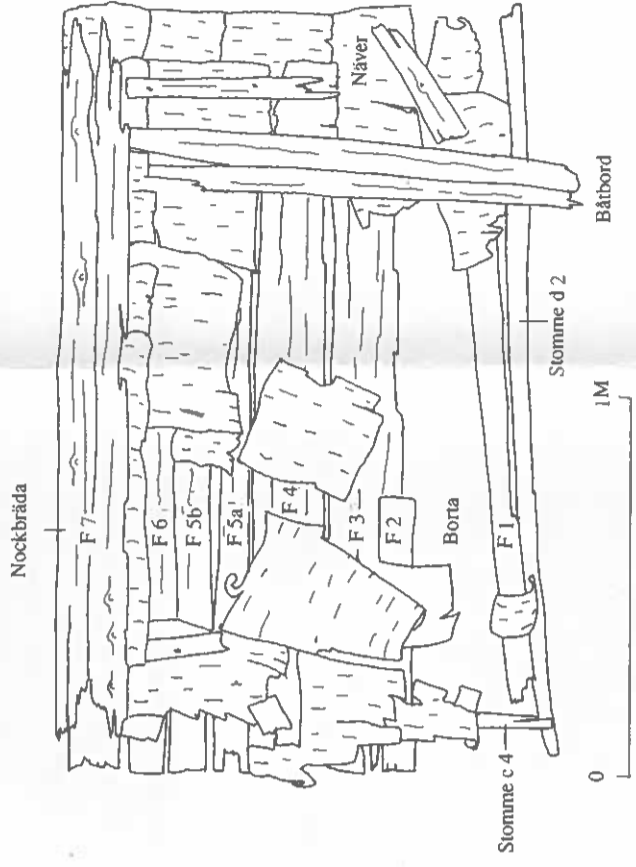 Nockbräda
F 7
F 6
F 5b
F 5a
F 4
F 3
F 2
Borta
F 1
Näver
Båtbord
Stomme d 2
Stomme c 4
0
1M